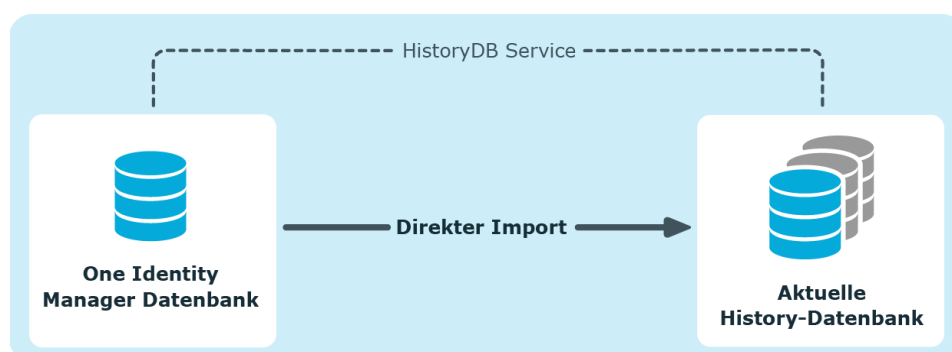 HistoryDB Service
Direkter Import
One Identity
Manager Datenbank
Aktuelle
History-Datenbank